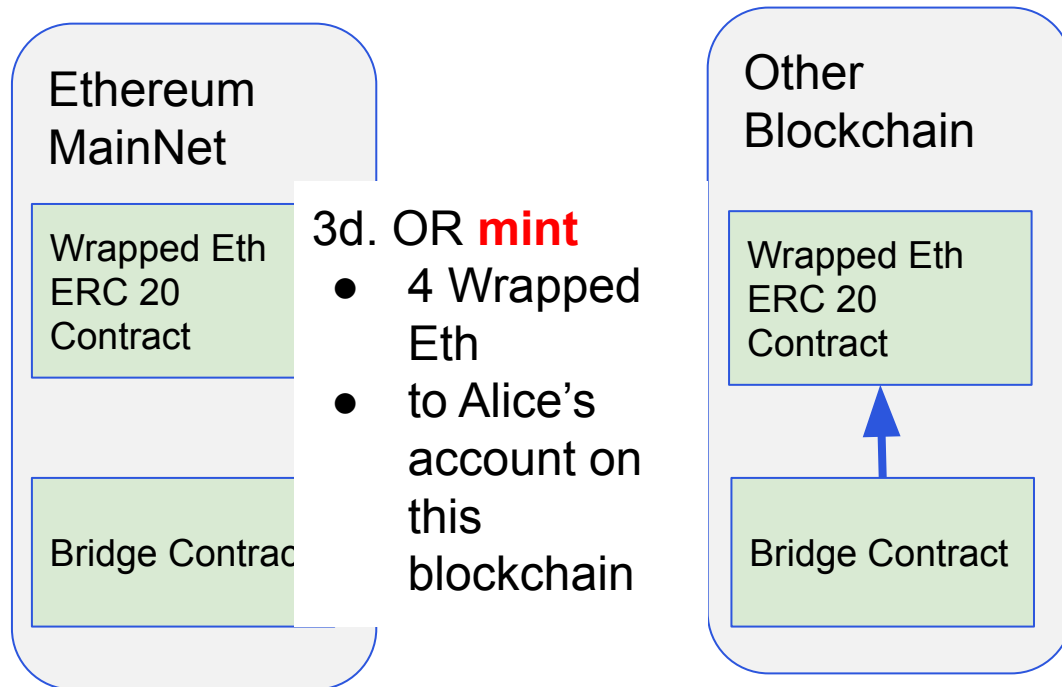 Ethereum
MainNet
Wrapped Eth
ERC 20
Contract
Bridge Contrac
3d. OR mint
● 4 Wrapped
Eth
● to Alice’s
account on
this
blockchain
Other
Blockchain
Wrapped Eth
ERC 20
Contract
Bridge Contract